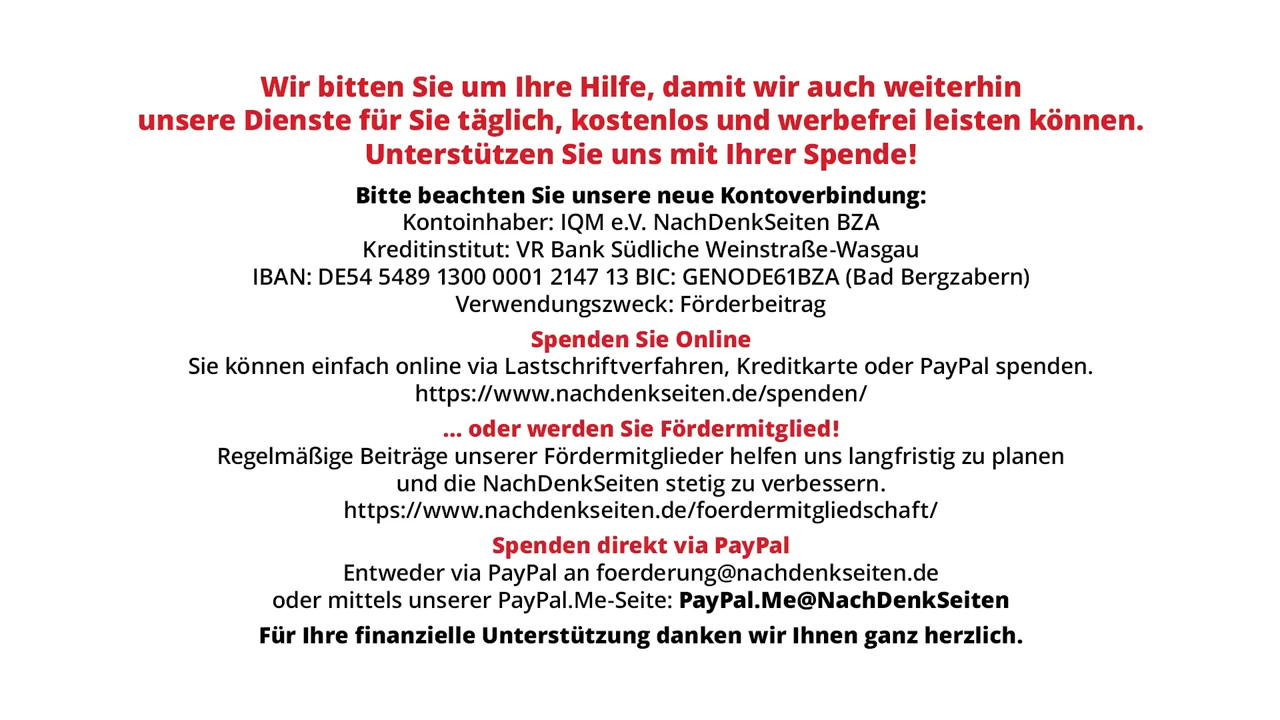 Wir bitten Sie um Ihre Hilfe, damit wir auch weiterhin
unsere Dienste für Sie täglich, kostenlos und werbefrei leisten können.
Unterstützen Sie uns mit Ihrer Spende!
Bitte beachten Sie unsere neue Kontoverbindung:
Kontoinhaber: IQM e.V. NachDenkSeiten BZA
Kreditinstitut: VR Bank Südliche Weinstraße-Wasgau
IBAN: DE54 5489 1300 0001 2147 13 BIC: GENODE61BZA (Bad Bergzabern)
Verwendungszweck: Förderbeitrag
Spenden Sie Online
Sie können einfach online via Lastschriftverfahren, Kreditkarte oder PayPal spenden.
https://www.nachdenkseiten.de/spenden/
... oder werden Sie Fördermitglied!
Regelmäßige Beiträge unserer Fördermitglieder helfen uns langfristig zu planen
und die NachDenkSeiten stetig zu verbessern.
https://www.nachdenkseiten.de/foerdermitgliedschaft/
Spenden direkt via PayPal
Entweder via PayPal an foerderung@nachdenkseiten.de
oder mittels unserer PayPal.Me-Seite: PayPal.Me@NachDenkSeiten
Für Ihre finanzielle Unterstützung danken wir Ihnen ganz herzlich.